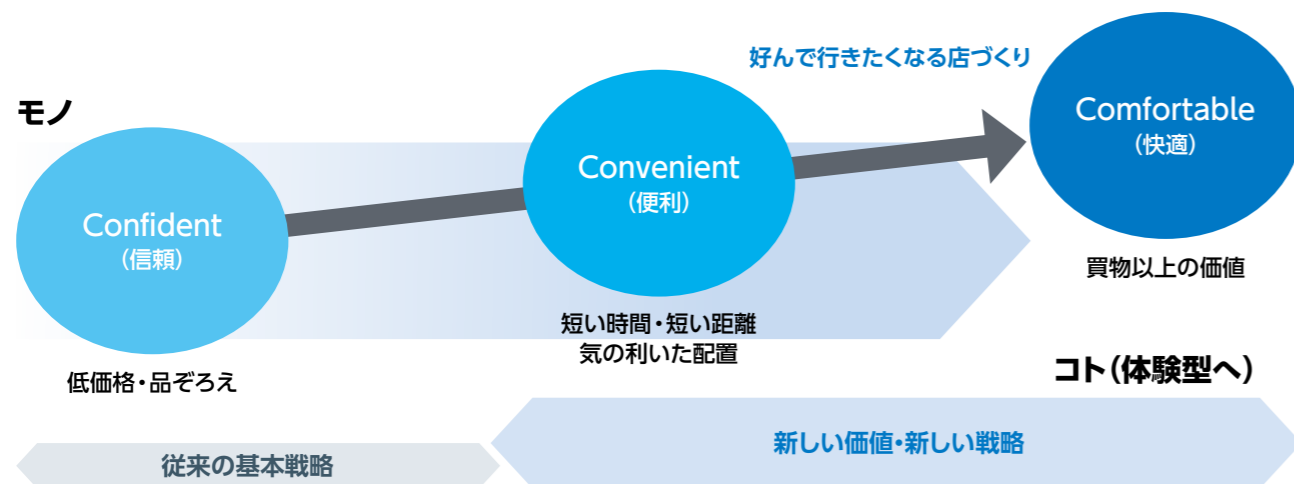 モノ
Confident
(信頼)
低価格・品ぞろえ
Convenient
(便利)
短い時間・短い距離
気の利いた配置
好んで行きたくなる店づくり
Comfortable
(快適)
買物以上の価値
コト(体験型へ)
従来の基本戦略
新しい価値・新しい戦略